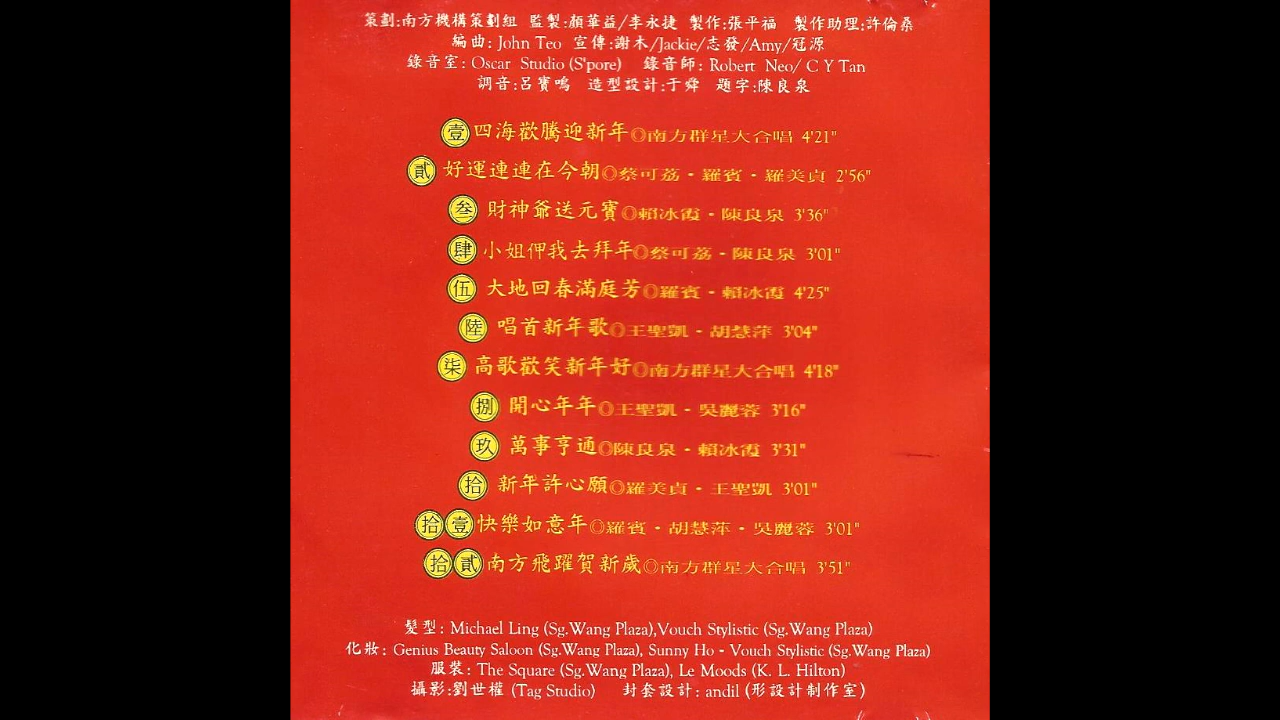 策劃:南方機構策劃組 監製:顏華益/李永捷 製作:張平福 製作助理:許倫桑
編曲: John Teo 宣傳:謝木/Jackie/志發/Amy/冠源
錄音室: Oscar Studio (S'pore) 錄音師: Robert Neo/ C Y Tan
調音:呂寶鳴 造型設計:于舜 題字:陳良泉
壹 四海歡騰迎新年◎南方群星大合唱 4'21"
貳 好運連連在今朝◎蔡可荔・羅賓・羅美貞 2'56"
叁 財神爺送元寶◎賴冰霞・陳良泉 3'36"
肆 小姐伊我去拜年◎蔡可荔・陳良泉 3'01"
伍 大地回春滿庭芳◎羅賓・賴冰霞 4'25"
陸 唱首新年歌◎王聖凱・胡慧萍 3'04"
柒 高歌歡笑新年好◎南方群星大合唱 4'18"
捌 開心年年◎王聖凱・吳麗蓉 3'16"
玖 萬事亨通◎陳良泉・賴冰霞 3'31"
拾 新年許心願◎羅美貞・王聖凱 3'01"
拾壹 快樂如意年◎羅賓・胡慧萍・吳麗蓉 3'01"
拾貳 南方飛躍賀新歲◎南方群星大合唱 3'51"
髮型: Michael Ling (Sg.Wang Plaza),Vouch Stylistic (Sg.Wang Plaza)
化妝: Genius Beauty Saloon (Sg.Wang Plaza), Sunny Ho - Vouch Stylistic (Sg.Wang Plaza)
服裝: The Square (Sg.Wang Plaza), Le Moods (K. L. Hilton)
攝影:劉世權 (Tag Studio) 封套設計: andil (形設計制作室)